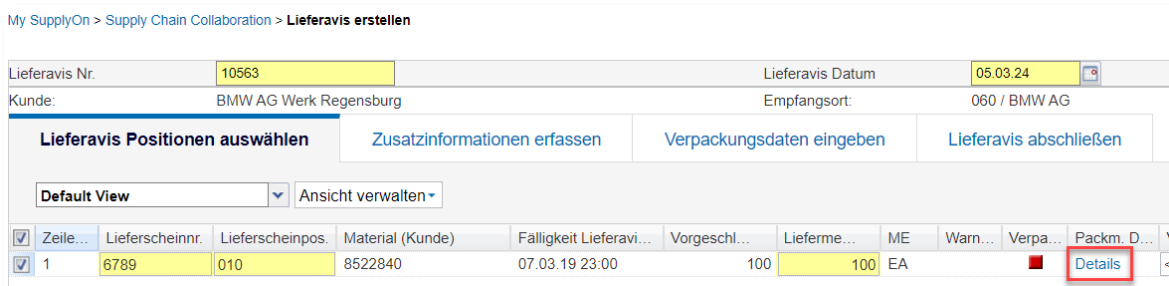 My SupplyOn > Supply Chain Collaboration > Lieferavis erstellen
Lieferavis Nr. 10563 Lieferavis Datum 05.03.24
Kunde: BMW AG Werk Regensburg Empfangsort: 060 / BMW AG
Lieferavis Positionen auswählen Zusatzinformationen erfassen Verpackungsdaten eingeben Lieferavis abschließen
Default View Ansicht verwalten
Zeile... Lieferscheinnr. Lieferscheinpos. Material (Kunde) Fälligkeit Lieferavi... Vorgeschl... Lieferme... ME Warn... Verpa... Packm. D...
1 6789 010 8522840 07.03.19 23:00 100 100 EA Details